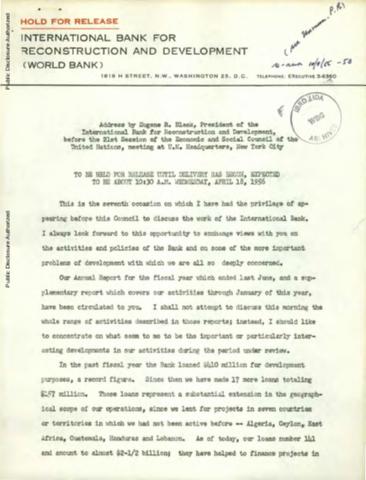 HOLD FOR RELEASE
INTERNATIONAL BANK FOR
RECONSTRUCTION AND DEVELOPMENT
(WORLD BANK)
1818 H STREET, N.W., WASHINGTON 25, D.C. TELEPHONE: EXECUTIVE 3-6360
Public Disclosure Authorized
Public Disclosure Authorized
Address by Eugene R. Black, President of the
International Bank for Reconstruction and Development,
before the 21st Session of the Economic and Social Council of the
United Nations, meeting at U.N. Headquarters, New York City
TO BE HELD FOR RELEASE UNTIL DELIVERY HAS BEGUN, EXPECTED
TO BE ABOUT 10:30 A.M. WEDNESDAY, APRIL 18, 1956
This is the seventh occasion on which I have had the privilege of ap-
pearing before this Council to discuss the work of the International Bank.
I always look forward to this opportunity to exchange views with you on
the activities and policies of the Bank and on some of the more important
problems of development with which we are all so deeply concerned.
Our Annual Report for the fiscal year which ended last June, and a sup-
plementary report which covers our activities through January of this year,
have been circulated to you. I shall not attempt to discuss this morning the
whole range of activities described in those reports; instead, I should like
to concentrate on what seem to me to be the important or particularly inter-
esting developments in our activities during the period under review.
In the past fiscal year the Bank loaned $410 million for development
purposes, a record figure. Since then we have made 17 more loans totaling
$157 million. These loans represent a substantial extension in the geograph-
ical scope of our operations, since we lent for projects in seven countries
or territories in which we had not been active before -- Algeria, Ceylon, East
Africa, Guatemala, Honduras and Lebanon. As of today, our loans number 141
and amount to almost $2-1/2 billion; they have helped to finance projects in